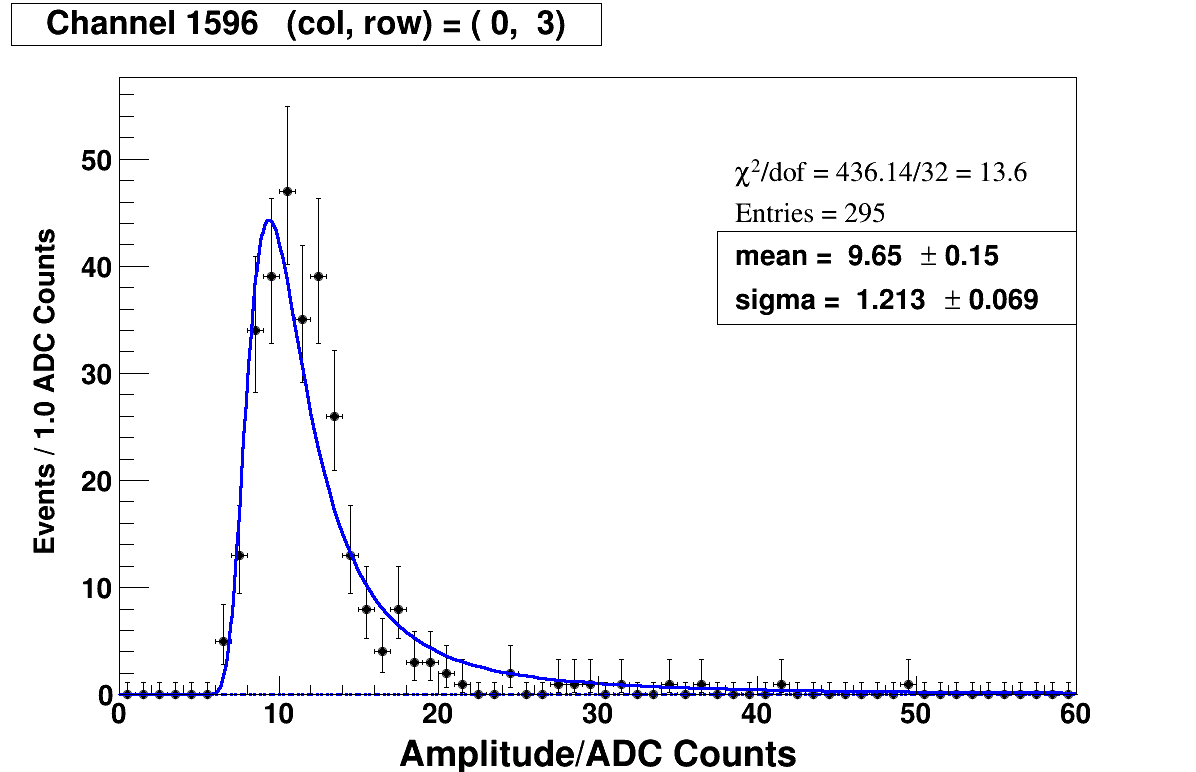 Channel 1596 (col, row) = ( 0, 3)
χ²/dof = 436.14/32 = 13.6
Entries = 295
mean = 9.65 ± 0.15
sigma = 1.213 ± 0.069
Events / 1.0 ADC Counts
50
40
30
20
10
0
0 10 20 30 40 50 60
Amplitude/ADC Counts